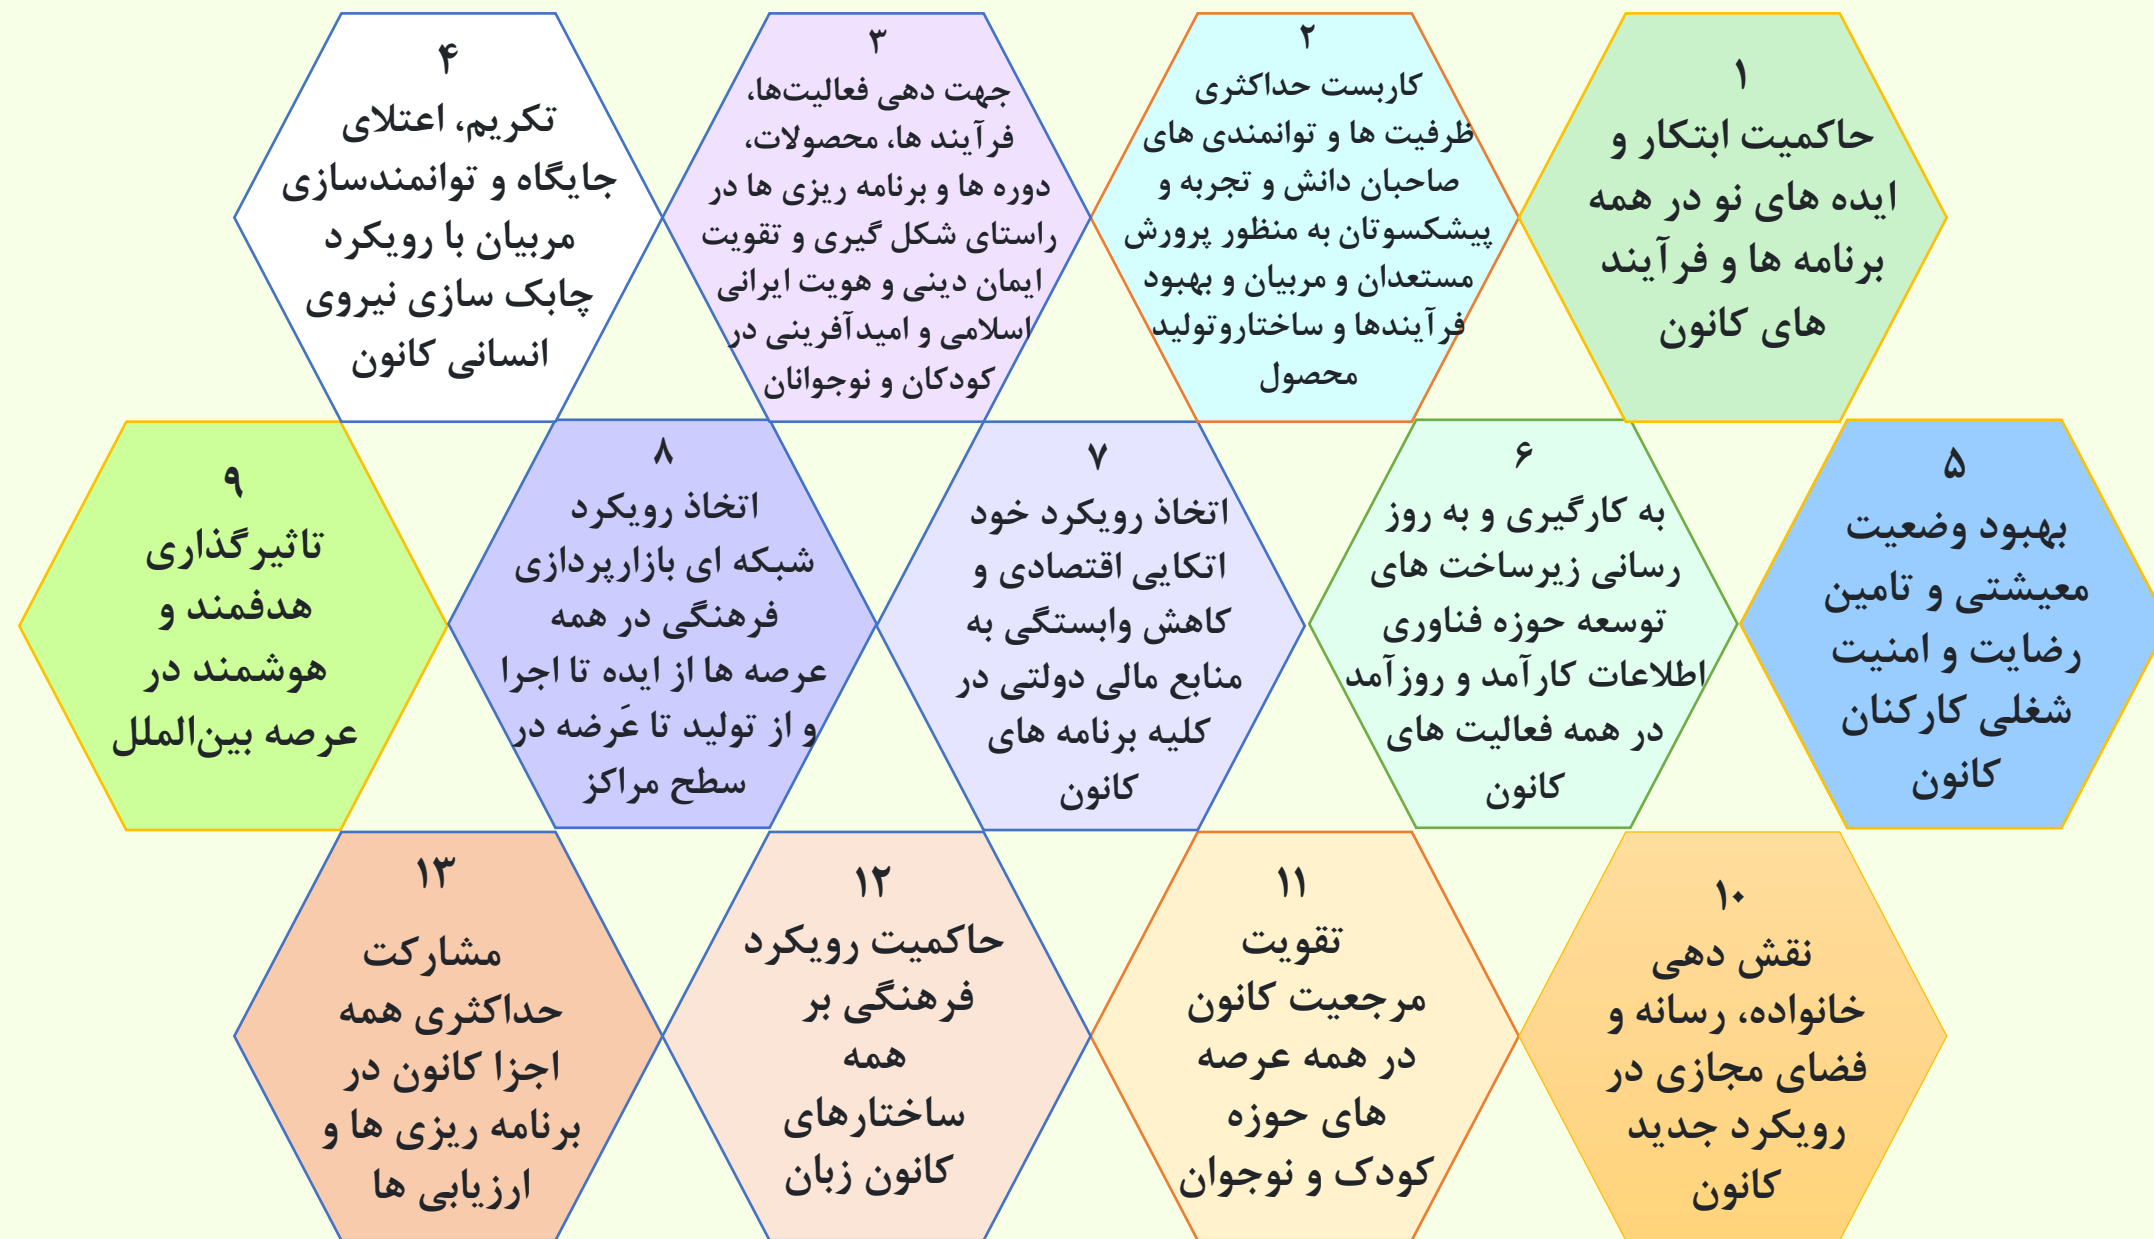 ۱
حاکمیت ابتکار و
ایده های نو در همه
برنامه ها و فرآیند
های کانون
۲
کاربست حداکثری
ظرفیت ها و توانمندی های
صاحبان دانش و تجربه و
پیشکسوتان به منظور پرورش
مستعدان و مربیان و بهبود
فرآیندها و ساختاروتولید
محصول
۳
جهت دهی فعالیت‌ها،
فرآیند ها، محصولات،
دوره ها و برنامه ریزی ها در
راستای شکل گیری و تقویت
ایمان دینی و هویت ایرانی
اسلامی و امیدآفرینی در
کودکان و نوجوانان
۴
تکریم، اعتلای
جایگاه و توانمندسازی
مربیان با رویکرد
چابک سازی نیروی
انسانی کانون
۵
بهبود وضعیت
معیشتی و تامین
رضایت و امنیت
شغلی کارکنان
کانون
۶
به کارگیری و به روز
رسانی زیرساخت های
توسعه حوزه فناوری
اطلاعات کارآمد و روزآمد
در همه فعالیت های
کانون
۷
اتخاذ رویکرد خود
اتکایی اقتصادی و
کاهش وابستگی به
منابع مالی دولتی در
کلیه برنامه های
کانون
۸
اتخاذ رویکرد
شبکه ای بازارپردازی
فرهنگی در همه
عرصه ها از ایده تا اجرا
و از تولید تا عَرضه در
سطح مراکز
۹
تاثیرگذاری
هدفمند و
هوشمند در
عرصه بین‌الملل
۱۰
نقش دهی
خانواده، رسانه و
فضای مجازی در
رویکرد جدید
کانون
۱۱
تقویت
مرجعیت کانون
در همه عرصه
های حوزه
کودک و نوجوان
۱۲
حاکمیت رویکرد
فرهنگی بر
همه
ساختارهای
کانون زبان
۱۳
مشارکت
حداکثری همه
اجزا کانون در
برنامه ریزی ها و
ارزیابی ها